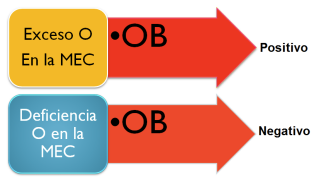 Exceso O
En la MEC
•OB
Positivo
Deficiencia
O en la
MEC
•OB
Negativo